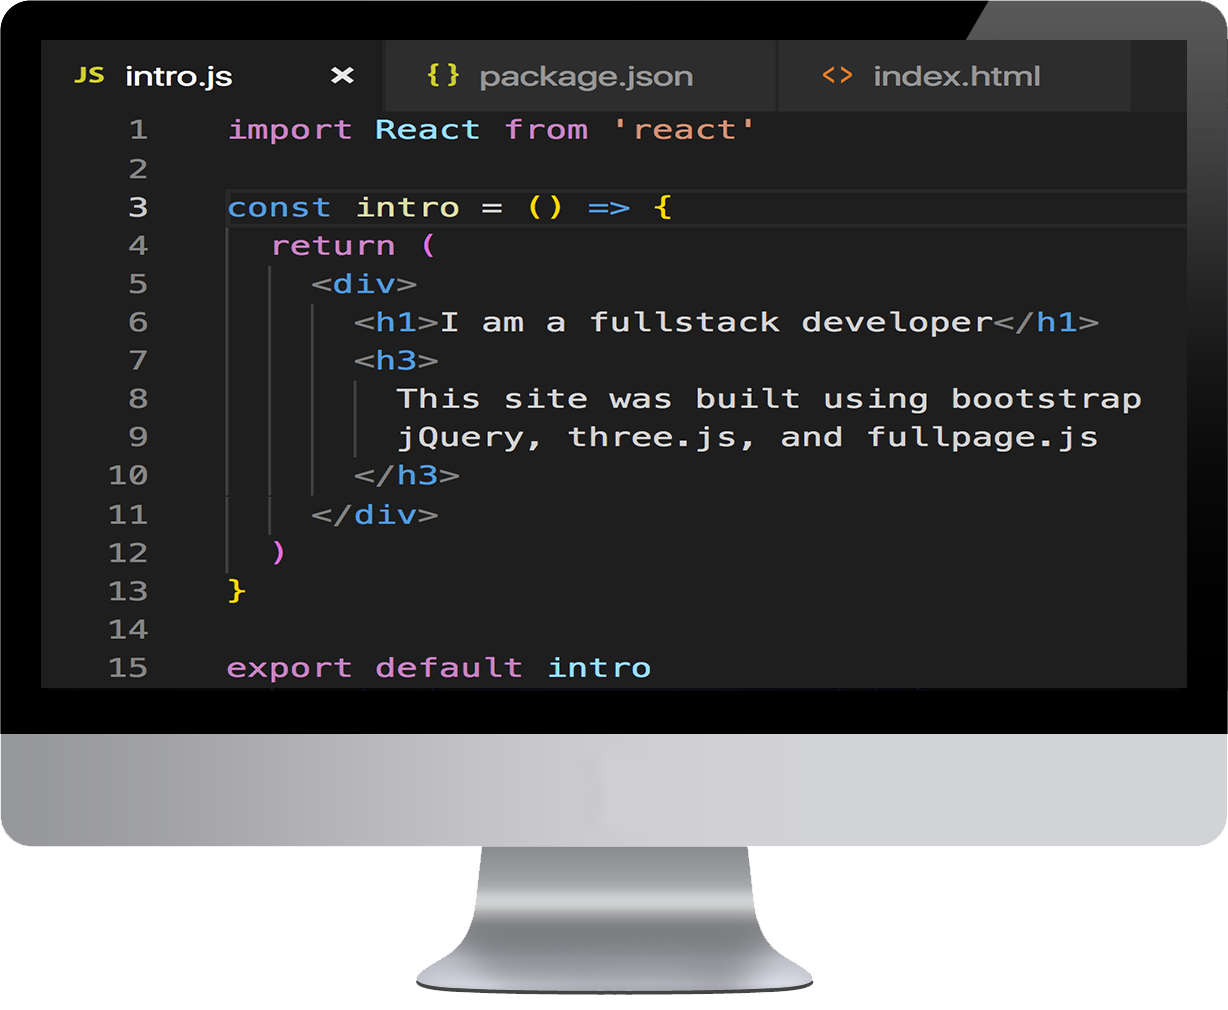 JS intro.js × {} package.json <> index.html
1 import React from 'react'
2
3 const intro = () => {
4   return (
5     <div>
6       <h1>I am a fullstack developer</h1>
7       <h3>
8         This site was built using bootstrap
9         jQuery, three.js, and fullpage.js
10       </h3>
11     </div>
12   )
13 }
14
15 export default intro